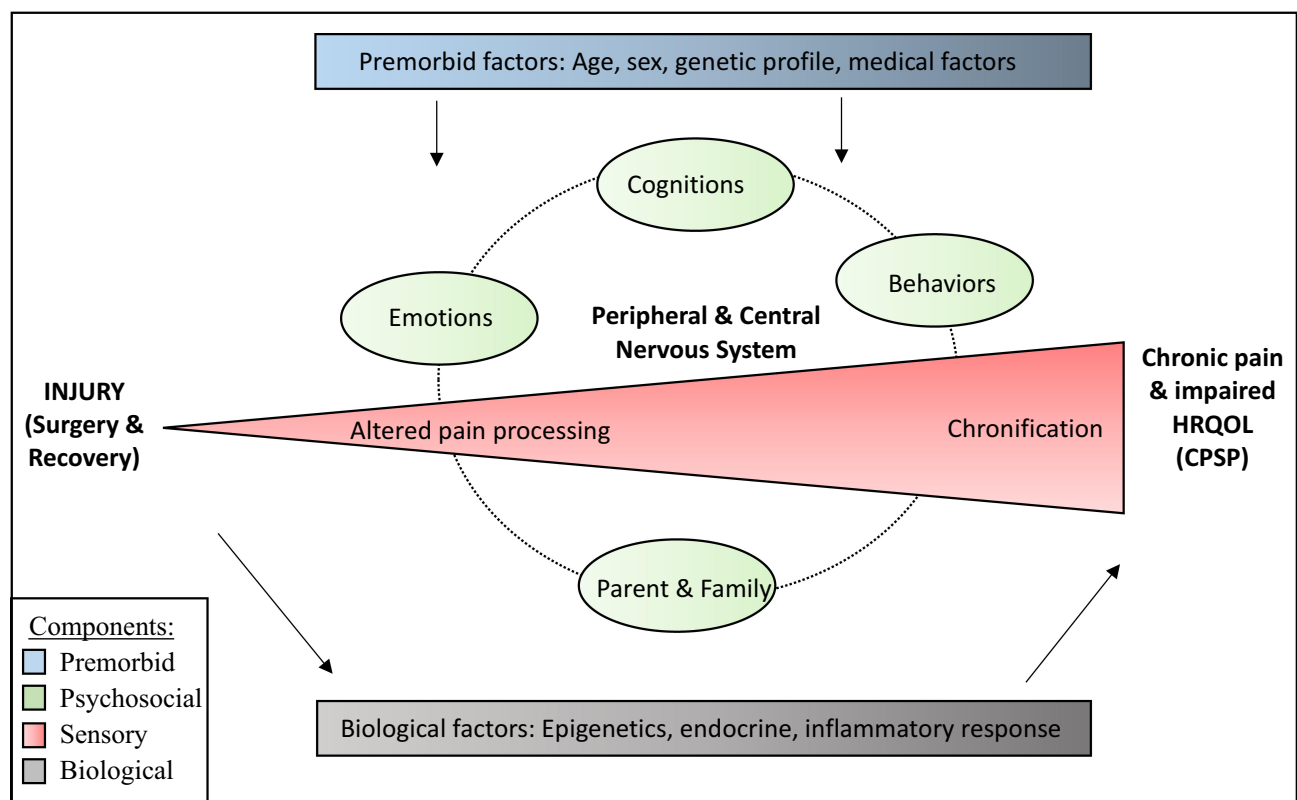 Premorbid factors: Age, sex, genetic profile, medical factors
Cognitions
Behaviors
Emotions
Peripheral & Central
Nervous System
INJURY
(Surgery &
Recovery)
Altered pain processing
Chronification
Chronic pain
& impaired
HRQOL
(CPSP)
Parent & Family
Components:
Premorbid
Psychosocial
Sensory
Biological
Biological factors: Epigenetics, endocrine, inflammatory response